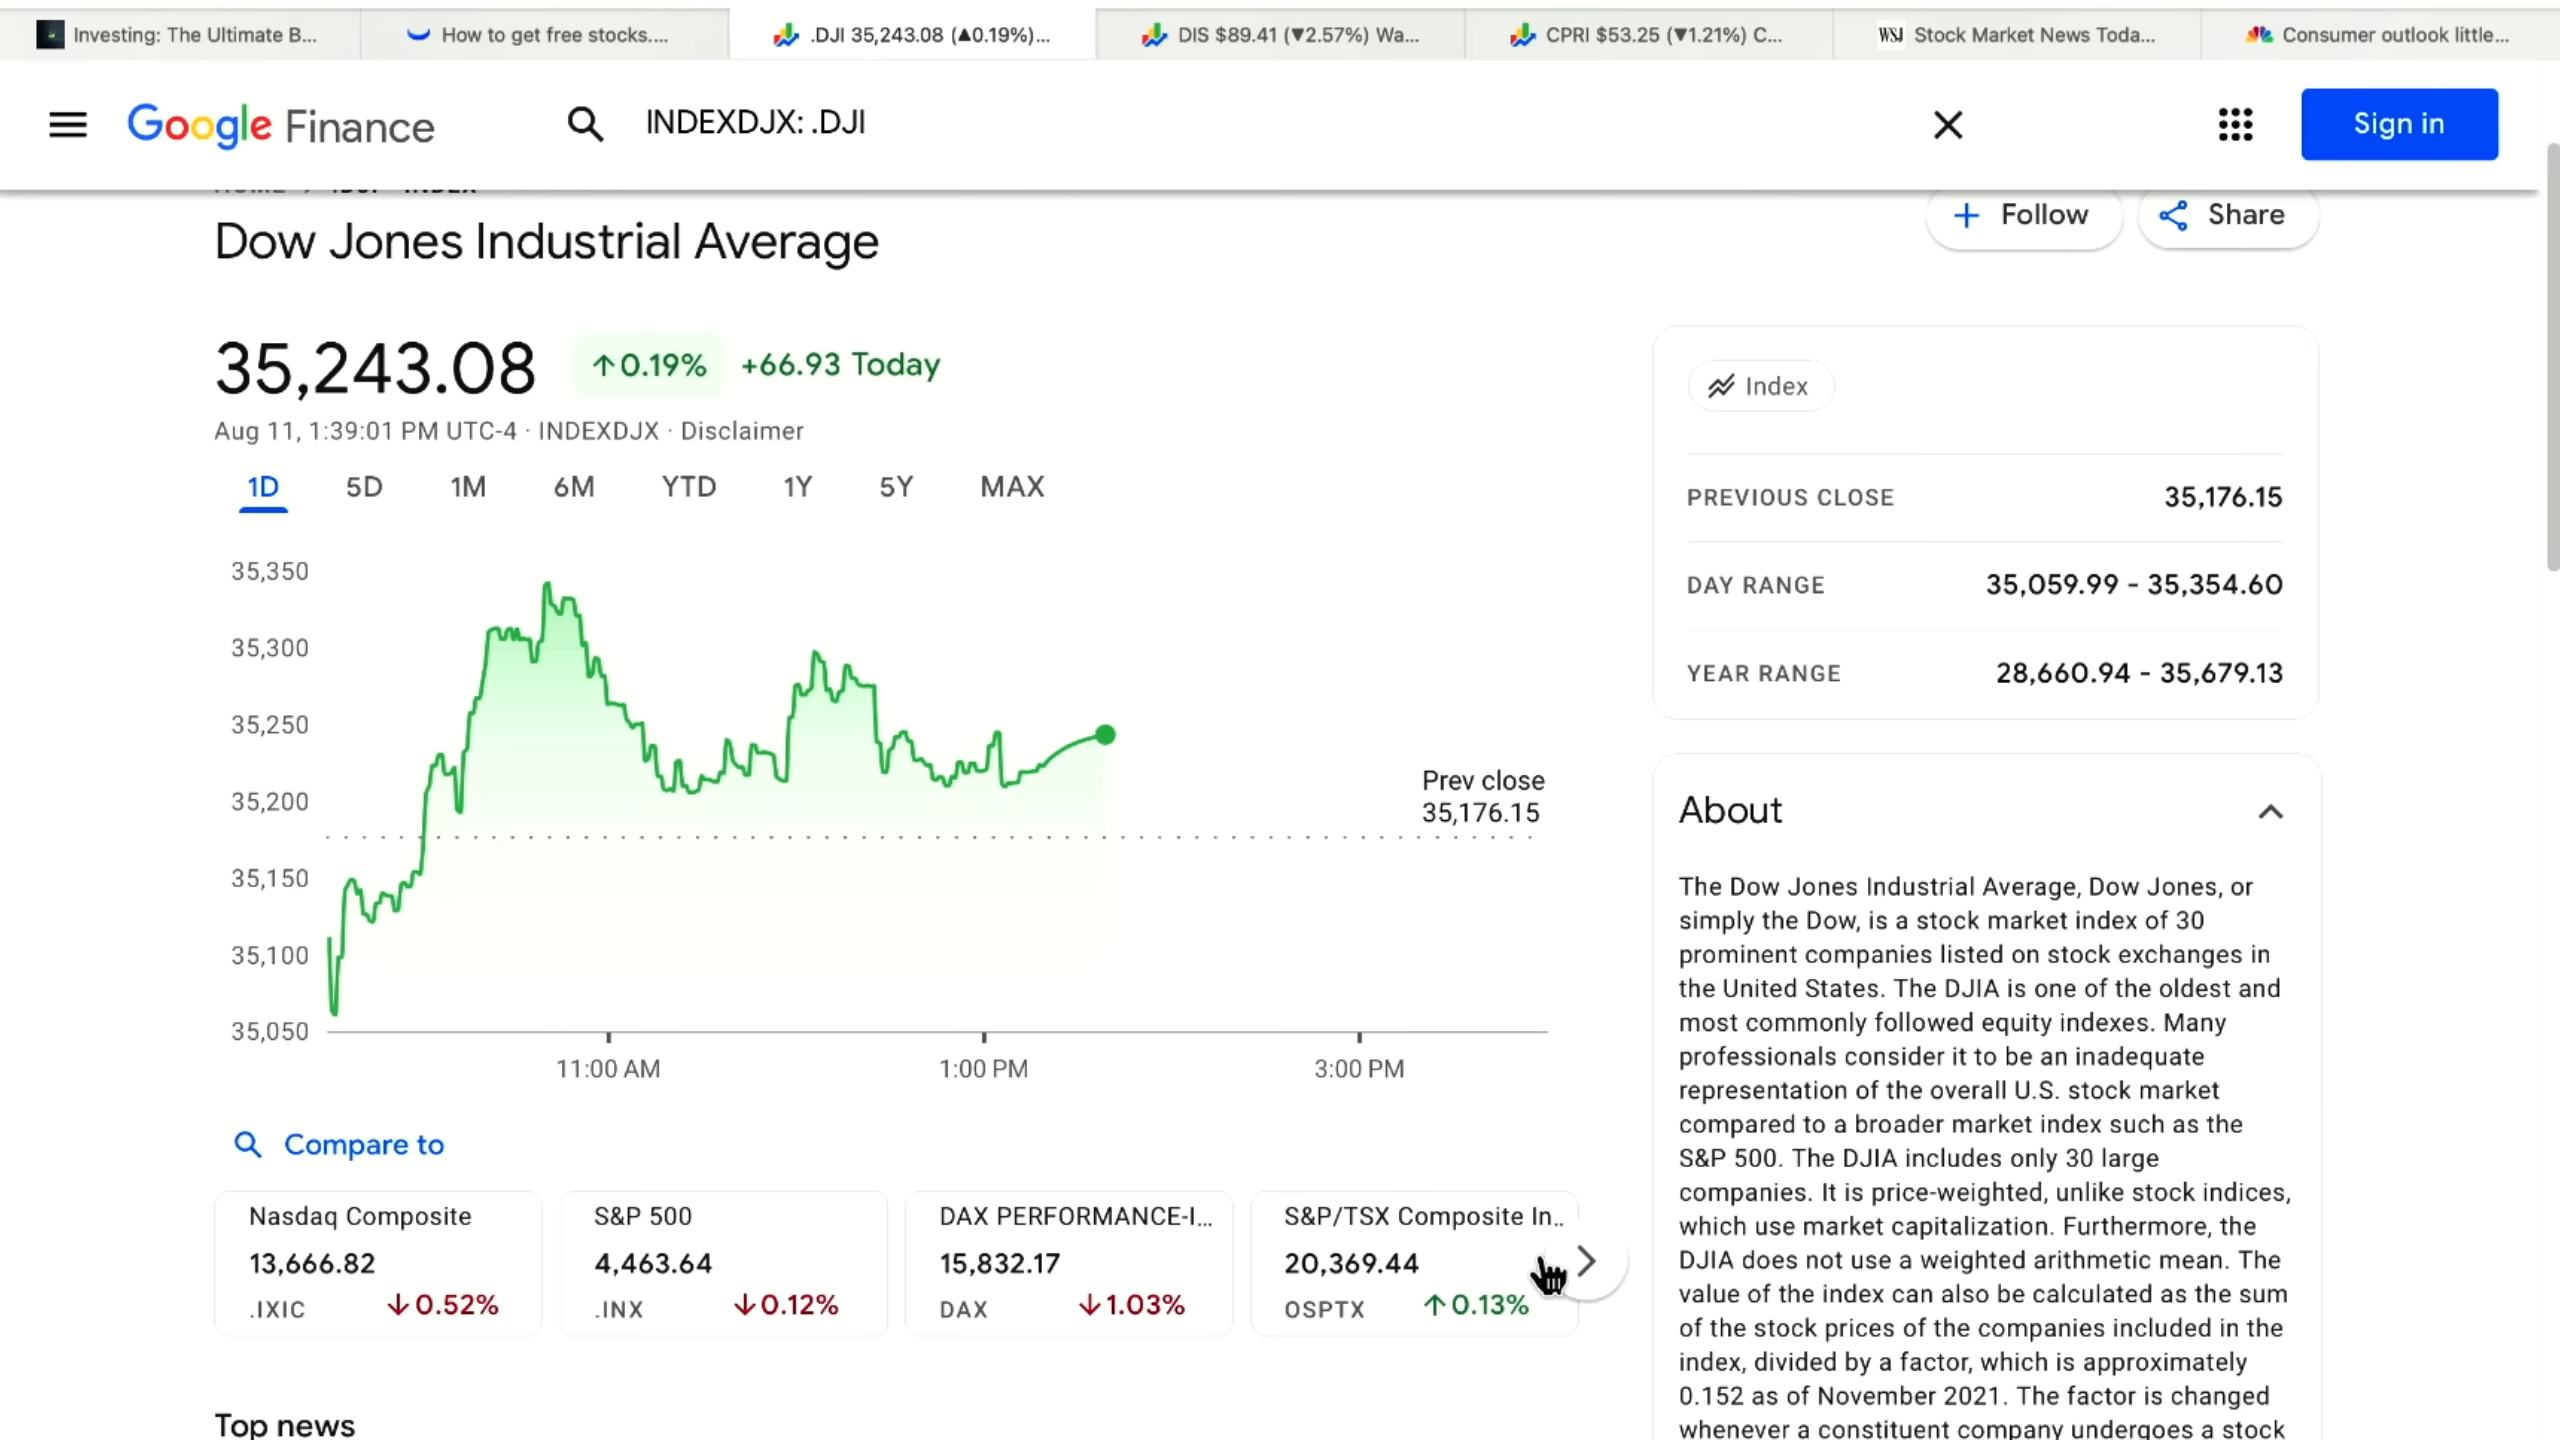 Investing: The Ultimate B...
How to get free stocks....
.DJI 35,243.08 (▲0.19%)...
DIS $89.41 (▼2.57%) Wa...
CPRI $53.25 (▼1.21%) C...
WSJ Stock Market News Toda...
Consumer outlook little...
Google Finance
INDEXDJX: .DJI
Sign in
Dow Jones Industrial Average
Follow
Share
35,243.08
↑0.19%
+66.93 Today
Aug 11, 1:39:01 PM UTC-4 · INDEXDJX · Disclaimer
1D 5D 1M 6M YTD 1Y 5Y MAX
35,350
35,300
35,250
35,200
35,150
35,100
35,050
Prev close
35,176.15
11:00 AM 1:00 PM 3:00 PM
Index
PREVIOUS CLOSE 35,176.15
DAY RANGE 35,059.99 - 35,354.60
YEAR RANGE 28,660.94 - 35,679.13
About
The Dow Jones Industrial Average, Dow Jones, or
simply the Dow, is a stock market index of 30
prominent companies listed on stock exchanges in
the United States. The DJIA is one of the oldest and
most commonly followed equity indexes. Many
professionals consider it to be an inadequate
representation of the overall U.S. stock market
compared to a broader market index such as the
S&P 500. The DJIA includes only 30 large
companies. It is price-weighted, unlike stock indices,
which use market capitalization. Furthermore, the
DJIA does not use a weighted arithmetic mean. The
value of the index can also be calculated as the sum
of the stock prices of the companies included in the
index, divided by a factor, which is approximately
0.152 as of November 2021. The factor is changed
whenever a constituent company undergoes a stock
Compare to
Nasdaq Composite
13,666.82
.IXIC ↓0.52%
S&P 500
4,463.64
.INX ↓0.12%
DAX PERFORMANCE-I...
15,832.17
DAX ↓1.03%
S&P/TSX Composite In..
20,369.44
OSPTX ↑0.13%
Top news